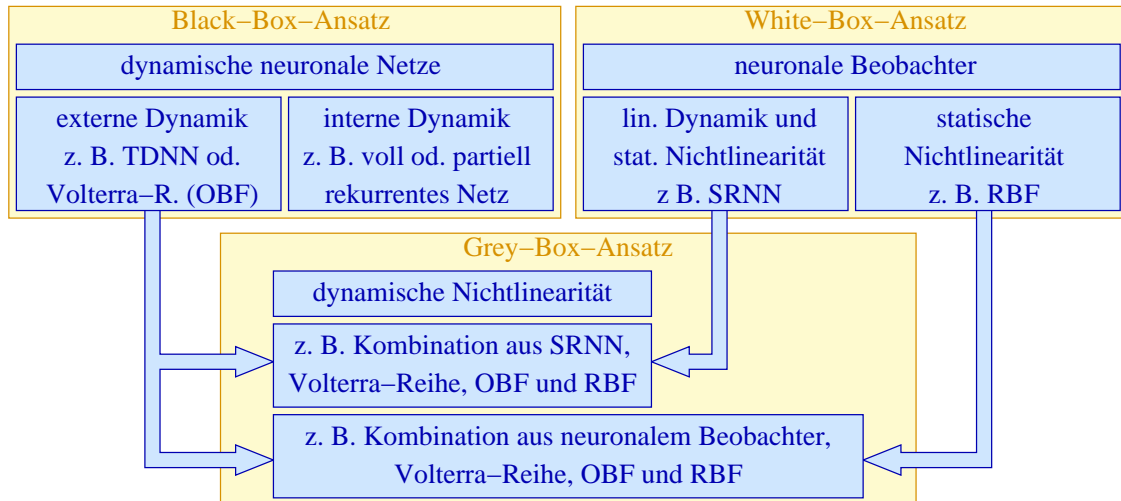 Black–Box–Ansatz
dynamische neuronale Netze
externe Dynamik
z. B. TDNN od.
Volterra–R. (OBF)
interne Dynamik
z. B. voll od. partiell
rekurrentes Netz
White–Box–Ansatz
neuronale Beobachter
lin. Dynamik und
stat. Nichtlinearität
z B. SRNN
statische
Nichtlinearität
z. B. RBF
Grey–Box–Ansatz
dynamische Nichtlinearität
z. B. Kombination aus SRNN,
Volterra–Reihe, OBF und RBF
z. B. Kombination aus neuronalem Beobachter,
Volterra–Reihe, OBF und RBF